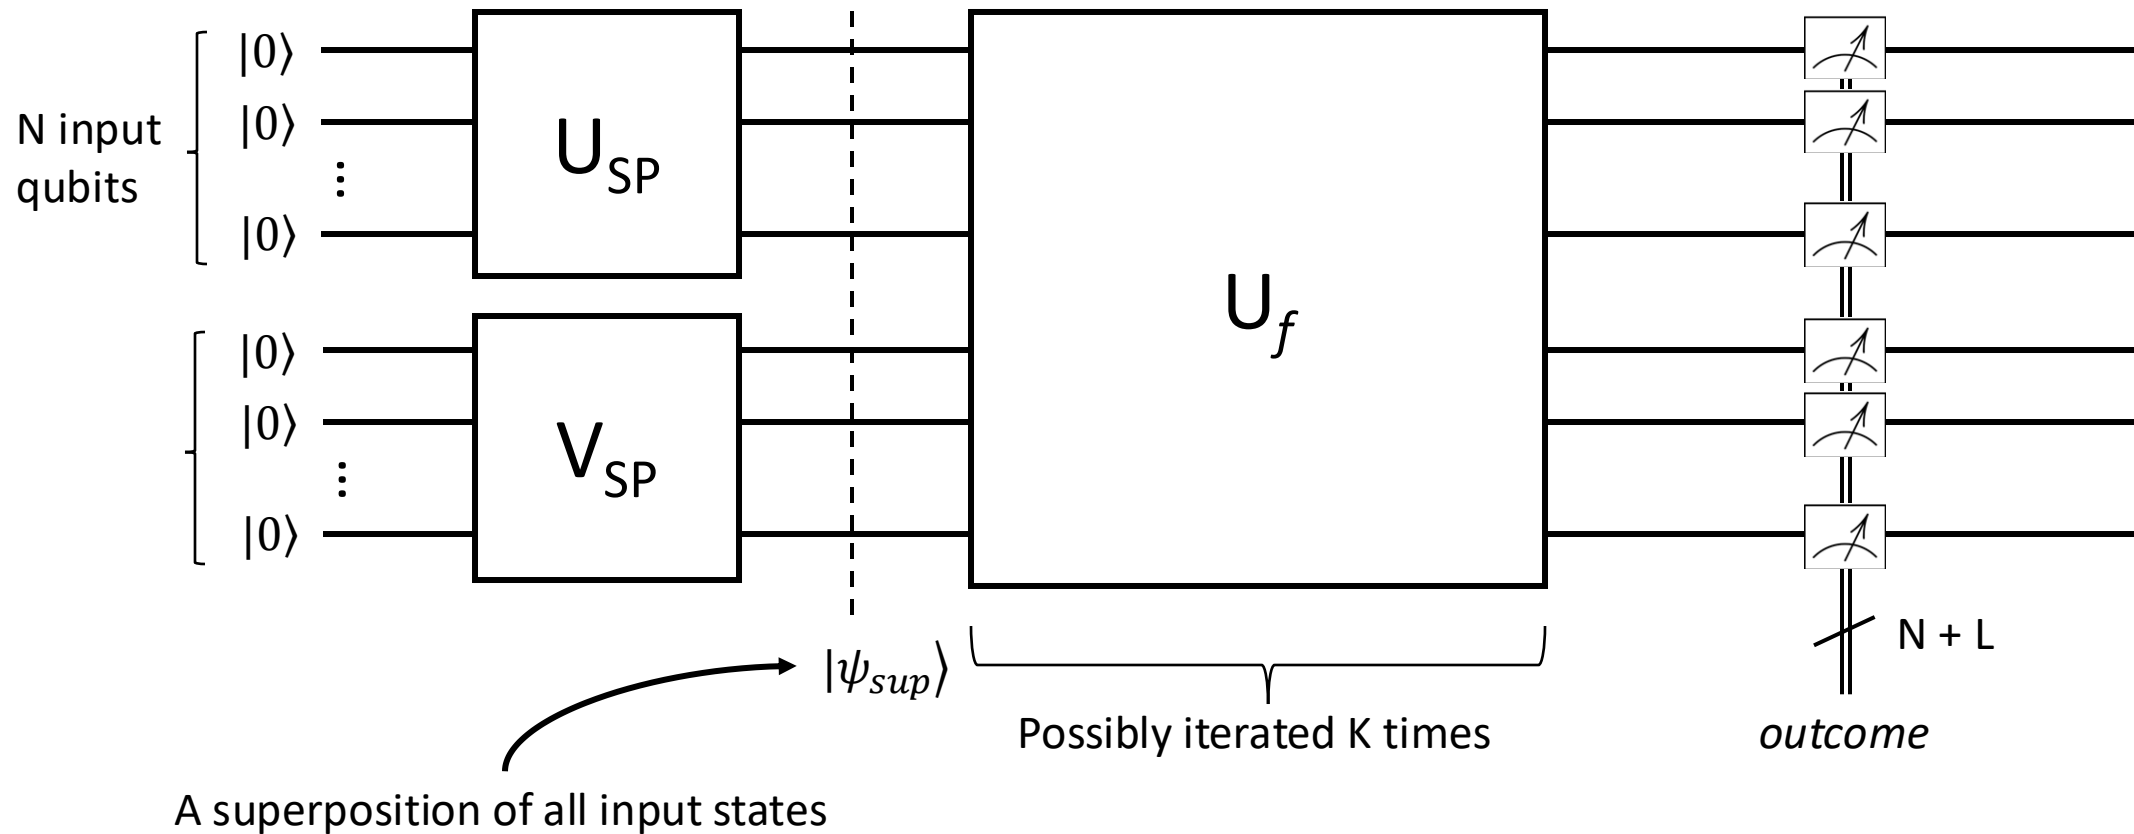 |0⟩
|0⟩
N input
qubits
⋮
|0⟩
U_SP
|0⟩
|0⟩
⋮
|0⟩
V_SP
U_f
|ψ_sup⟩
N + L
Possibly iterated K times
outcome
A superposition of all input states